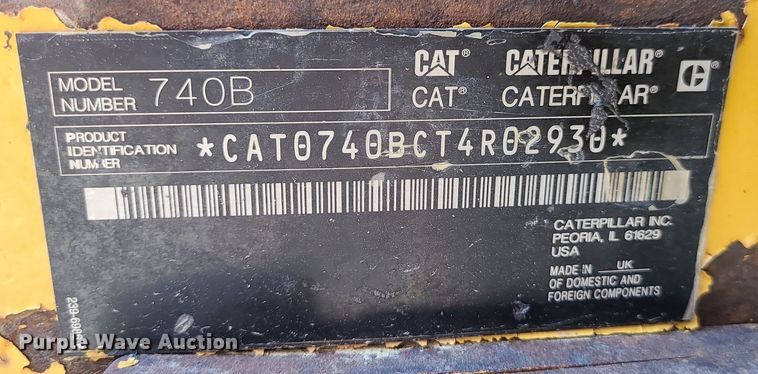 CAT® CATERPILLAR® C®
MODEL NUMBER 740B
CAT® CATERPILLAR®
PRODUCT IDENTIFICATION NUMBER *CAT0740BCT4R02930*
CATERPILLAR INC.
PEORIA, IL 61629
USA
MADE IN UK
OF DOMESTIC AND
FOREIGN COMPONENTS
Purple Wave Auction